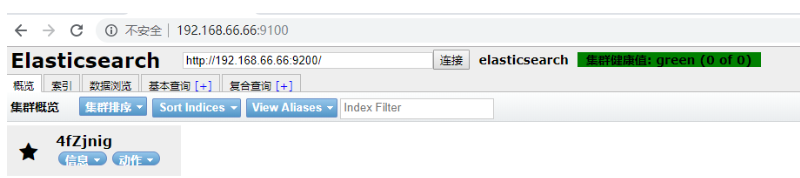 不安全 | 192.168.66.66:9100
Elasticsearch http://192.168.66.66:9200/ 连接 elasticsearch 集群健康值: green (0 of 0)
概览 索引 数据浏览 基本查询 [+] 复合查询 [+]
集群概览 集群排序 Sort Indices View Aliases Index Filter
4fZjnig
信息 动作